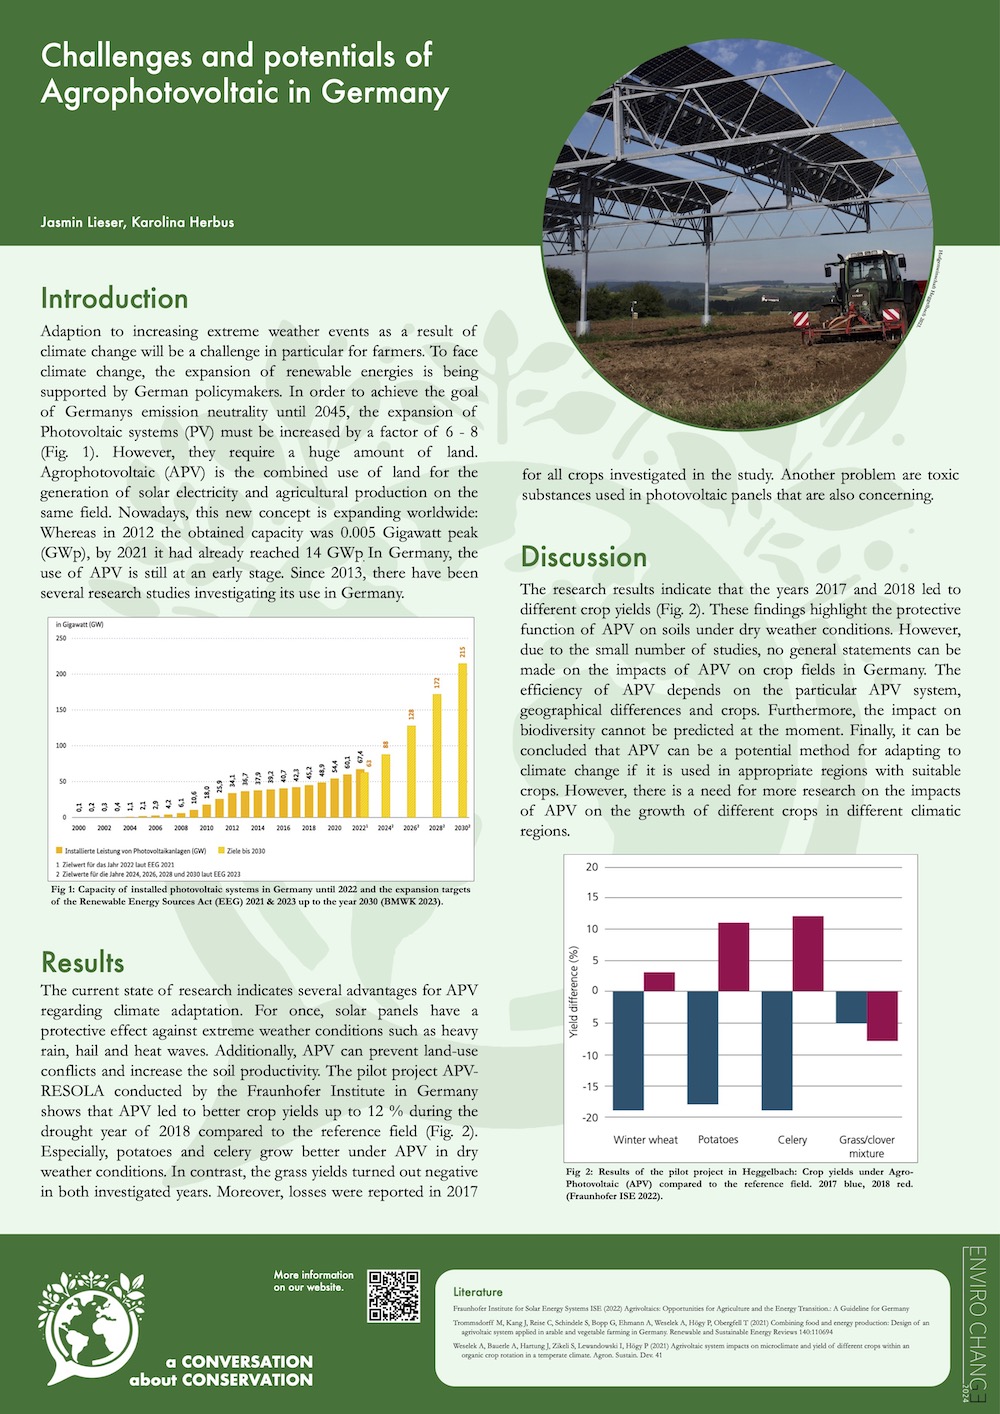 Challenges and potentials of
Agrophotovoltaic in Germany
Jasmin Lieser, Karolina Herbus
Hofgemeinschaft Heggelbach 2021
Introduction
Adaption to increasing extreme weather events as a result of
climate change will be a challenge in particular for farmers. To face
climate change, the expansion of renewable energies is being
supported by German policymakers. In order to achieve the goal
of Germanys emission neutrality until 2045, the expansion of
Photovoltaic systems (PV) must be increased by a factor of 6 - 8
(Fig. 1). However, they require a huge amount of land.
Agrophotovoltaic (APV) is the combined use of land for the
generation of solar electricity and agricultural production on the
same field. Nowadays, this new concept is expanding worldwide:
Whereas in 2012 the obtained capacity was 0.005 Gigawatt peak
(GWp), by 2021 it had already reached 14 GWp In Germany, the
use of APV is still at an early stage. Since 2013, there have been
several research studies investigating its use in Germany.
in Gigawatt (GW)
250
200
150
100
50
0
0,1 0,2 0,3 0,4 1,1 2,1 2,9 4,2 6,1 10,6 18,0 25,9 34,1 36,7 37,9 39,2 40,7 42,3 45,2 48,9 54,4 60,1 67,4 63 88 128 172 215
2000 2002 2004 2006 2008 2010 2012 2014 2016 2018 2020 2022¹ 2024² 2026² 2028² 2030²
Installierte Leistung von Photovoltaikanlagen (GW) Ziele bis 2030
1 Zielwert für das Jahr 2022 laut EEG 2021
2 Zielwerte für die Jahre 2024, 2026, 2028 und 2030 laut EEG 2023
Fig 1: Capacity of installed photovoltaic systems in Germany until 2022 and the expansion targets
of the Renewable Energy Sources Act (EEG) 2021 & 2023 up to the year 2030 (BMWK 2023).
Results
The current state of research indicates several advantages for APV
regarding climate adaptation. For once, solar panels have a
protective effect against extreme weather conditions such as heavy
rain, hail and heat waves. Additionally, APV can prevent land-use
conflicts and increase the soil productivity. The pilot project APV-
RESOLA conducted by the Fraunhofer Institute in Germany
shows that APV led to better crop yields up to 12 % during the
drought year of 2018 compared to the reference field (Fig. 2).
Especially, potatoes and celery grow better under APV in dry
weather conditions. In contrast, the grass yields turned out negative
in both investigated years. Moreover, losses were reported in 2017
for all crops investigated in the study. Another problem are toxic
substances used in photovoltaic panels that are also concerning.
Discussion
The research results indicate that the years 2017 and 2018 led to
different crop yields (Fig. 2). These findings highlight the protective
function of APV on soils under dry weather conditions. However,
due to the small number of studies, no general statements can be
made on the impacts of APV on crop fields in Germany. The
efficiency of APV depends on the particular APV system,
geographical differences and crops. Furthermore, the impact on
biodiversity cannot be predicted at the moment. Finally, it can be
concluded that APV can be a potential method for adapting to
climate change if it is used in appropriate regions with suitable
crops. However, there is a need for more research on the impacts
of APV on the growth of different crops in different climatic
regions.
Yield difference (%)
20
15
10
5
0
5
-10
-15
-20
Winter wheat Potatoes Celery Grass/clover
mixture
Fig 2: Results of the pilot project in Heggelbach: Crop yields under Agro-
Photovoltaic (APV) compared to the reference field. 2017 blue, 2018 red.
(Fraunhofer ISE 2022).
a CONVERSATION
about CONSERVATION
More information
on our website.
Literature
Fraunhofer Institute for Solar Energy Systems ISE (2022) Agrivoltaics: Opportunities for Agriculture and the Energy Transition.: A Guideline for Germany
Trommsdorff M, Kang J, Reise C, Schindele S, Bopp G, Ehmann A, Weselek A, Högy P, Obergfell T (2021) Combining food and energy production: Design of an
agrivoltaic system applied in arable and vegetable farming in Germany. Renewable and Sustainable Energy Reviews 140:110694
Weselek A, Bauerle A, Hartung J, Zikeli S, Lewandowski I, Högy P (2021) Agrivoltaic system impacts on microclimate and yield of different crops within an
organic crop rotation in a temperate climate. Agron. Sustain. Dev. 41
ENVIRO CHANGE
2024